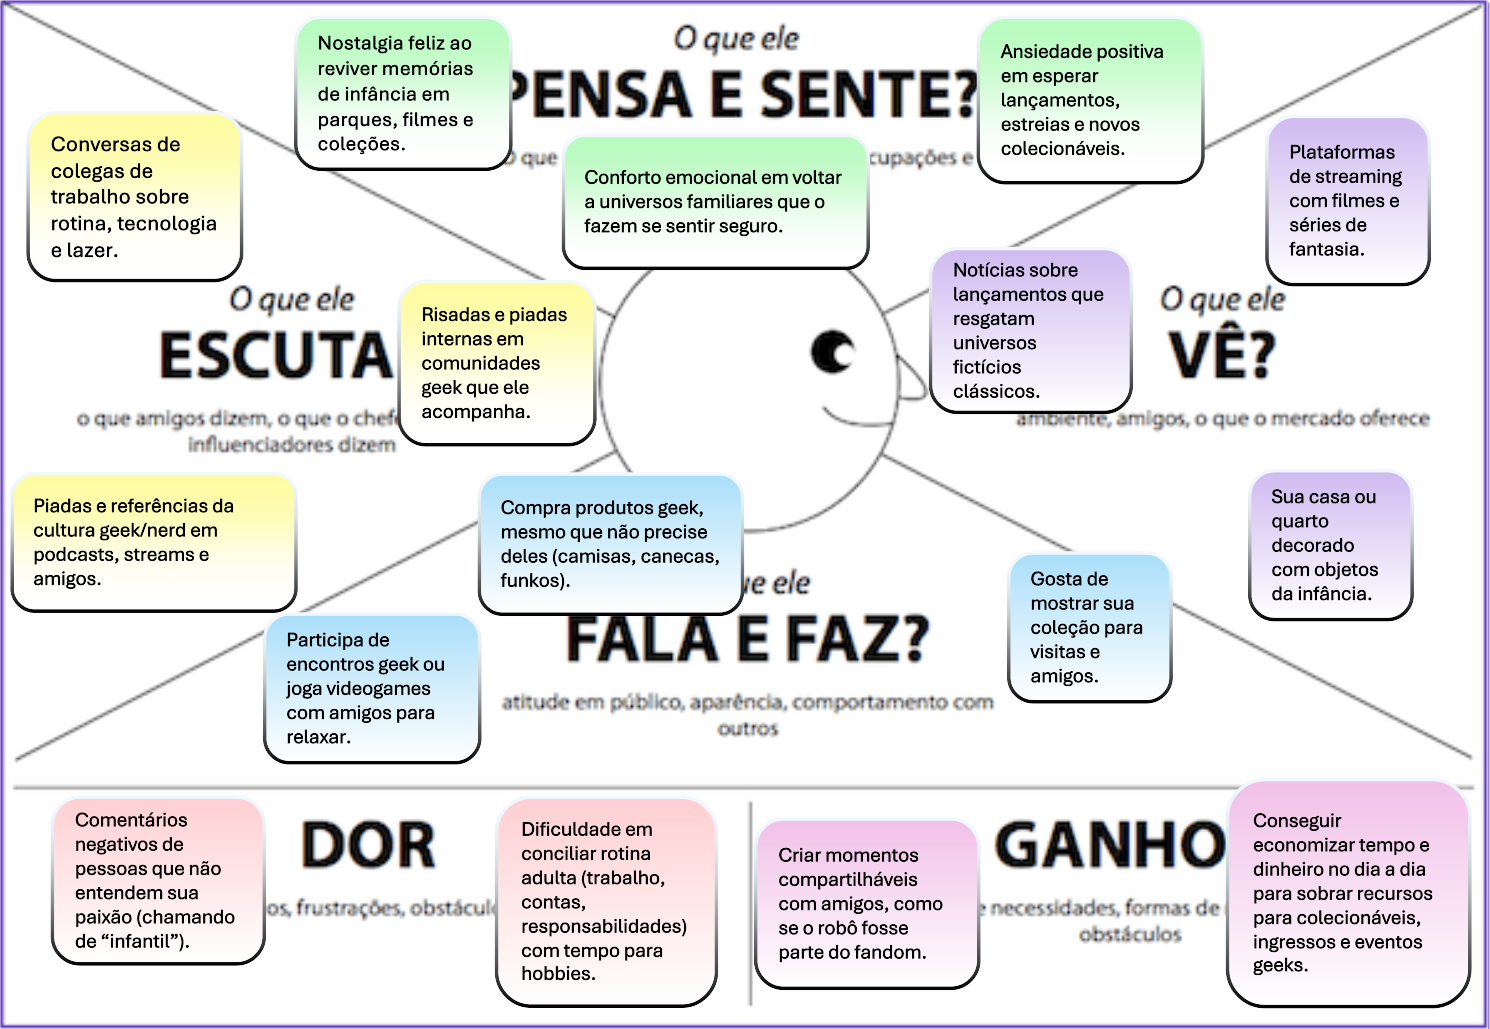 O que ele
PENSA E SENTE?
O que
cupações e
Nostalgia feliz ao
reviver memórias
de infância em
parques, filmes e
coleções.
Conforto emocional em voltar
a universos familiares que o
fazem se sentir seguro.
Ansiedade positiva
em esperar
lançamentos,
estreias e novos
colecionáveis.
Conversas de
colegas de
trabalho sobre
rotina, tecnologia
e lazer.
O que ele
ESCUTA
o que amigos dizem, o que o chefe
influenciadores dizem
Risadas e piadas
internas em
comunidades
geek que ele
acompanha.
Piadas e referências da
cultura geek/nerd em
podcasts, streams e
amigos.
Plataformas
de streaming
com filmes e
séries de
fantasia.
Notícias sobre
lançamentos que
resgatam
universos
fictícios
clássicos.
O que ele
VÊ?
ambiente, amigos, o que o mercado oferece
Sua casa ou
quarto
decorado
com objetos
da infância.
Compra produtos geek,
mesmo que não precise
deles (camisas, canecas,
funkos).
ele
FALA E FAZ?
atitude em público, aparência, comportamento com
outros
Participa de
encontros geek ou
joga videogames
com amigos para
relaxar.
Gosta de
mostrar sua
coleção para
visitas e
amigos.
Comentários
negativos de
pessoas que não
entendem sua
paixão (chamando
de “infantil”).
DOR
os, frustrações, obstácul
Dificuldade em
conciliar rotina
adulta (trabalho,
contas,
responsabilidades)
com tempo para
hobbies.
Criar momentos
compartilháveis
com amigos, como
se o robô fosse
parte do fandom.
GANHO
e necessidades, formas de
obstáculos
Conseguir
economizar tempo e
dinheiro no dia a dia
para sobrar recursos
para colecionáveis,
ingressos e eventos
geeks.